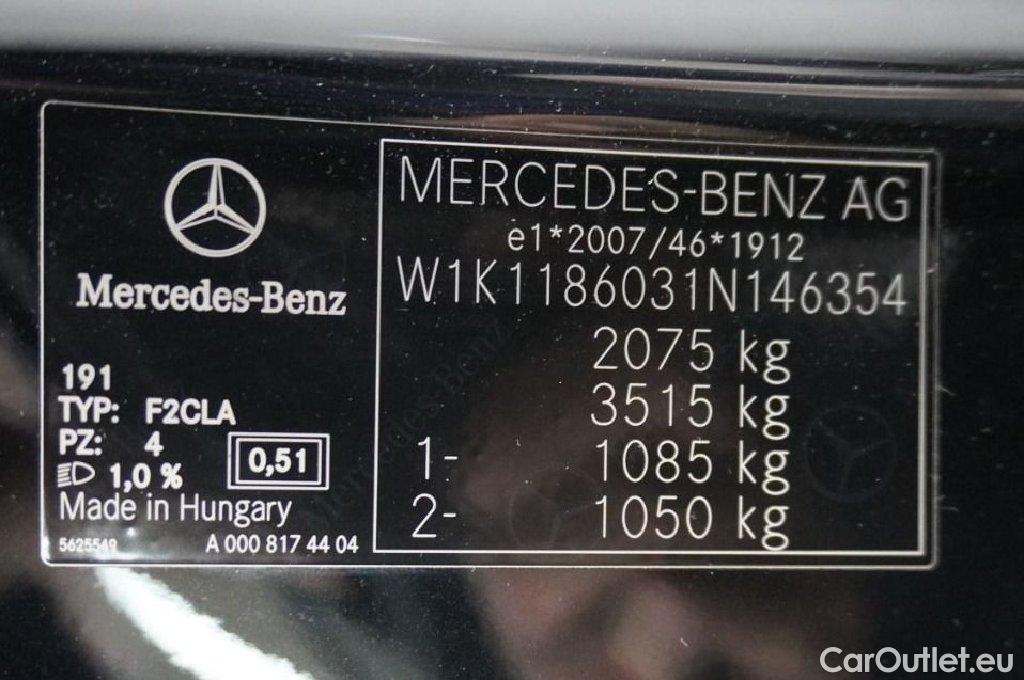 Mercedes-Benz
191
TYP: F2CLA
PZ: 4
1,0 %
0,51
Made in Hungary
5625549
A 000 817 44 04
MERCEDES-BENZ AG
e1*2007/46*1912
W1K1186031N146354
2075 kg
3515 kg
1- 1085 kg
2- 1050 kg
CarOutlet.eu